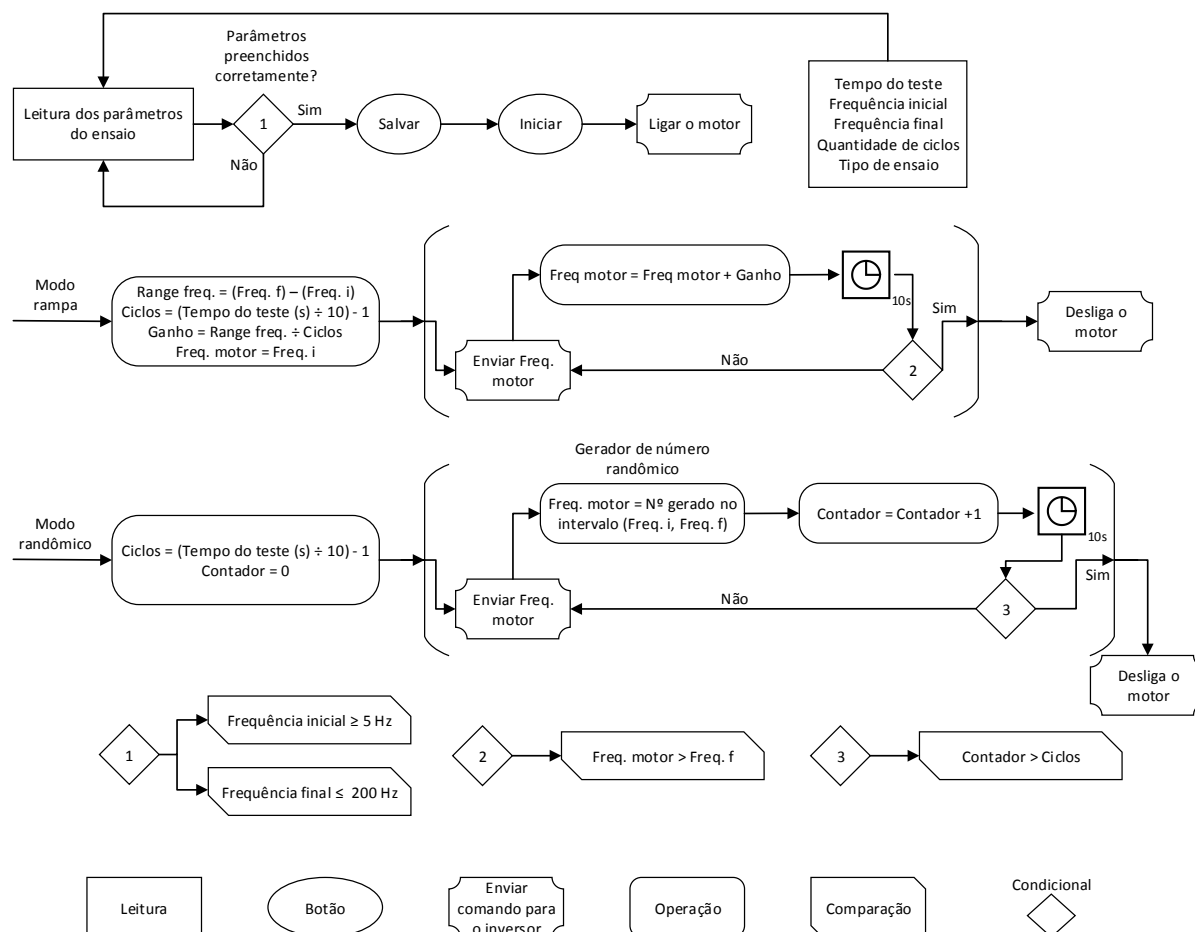 Parâmetros
preenchidos
corretamente?
Leitura dos parâmetros
do ensaio
1
Sim
Não
Salvar
Iniciar
Ligar o motor
Tempo do teste
Frequência inicial
Frequência final
Quantidade de ciclos
Tipo de ensaio
Modo
rampa
Range freq. = (Freq. f) – (Freq. i)
Ciclos = (Tempo do teste (s) ÷ 10) - 1
Ganho = Range freq. ÷ Ciclos
Freq. motor = Freq. i
Enviar Freq.
motor
Freq motor = Freq motor + Ganho
10s
Sim
Não
2
Desliga o
motor
Modo
randômico
Ciclos = (Tempo do teste (s) ÷ 10) - 1
Contador = 0
Enviar Freq.
motor
Gerador de número
randômico
Freq. motor = Nº gerado no
intervalo (Freq. i, Freq. f)
Contador = Contador +1
10s
Sim
Não
3
Desliga o
motor
1
Frequência inicial ≥ 5 Hz
Frequência final ≤ 200 Hz
2
Freq. motor > Freq. f
3
Contador > Ciclos
Leitura
Botão
Enviar
comando para
o inversor
Operação
Comparação
Condicional